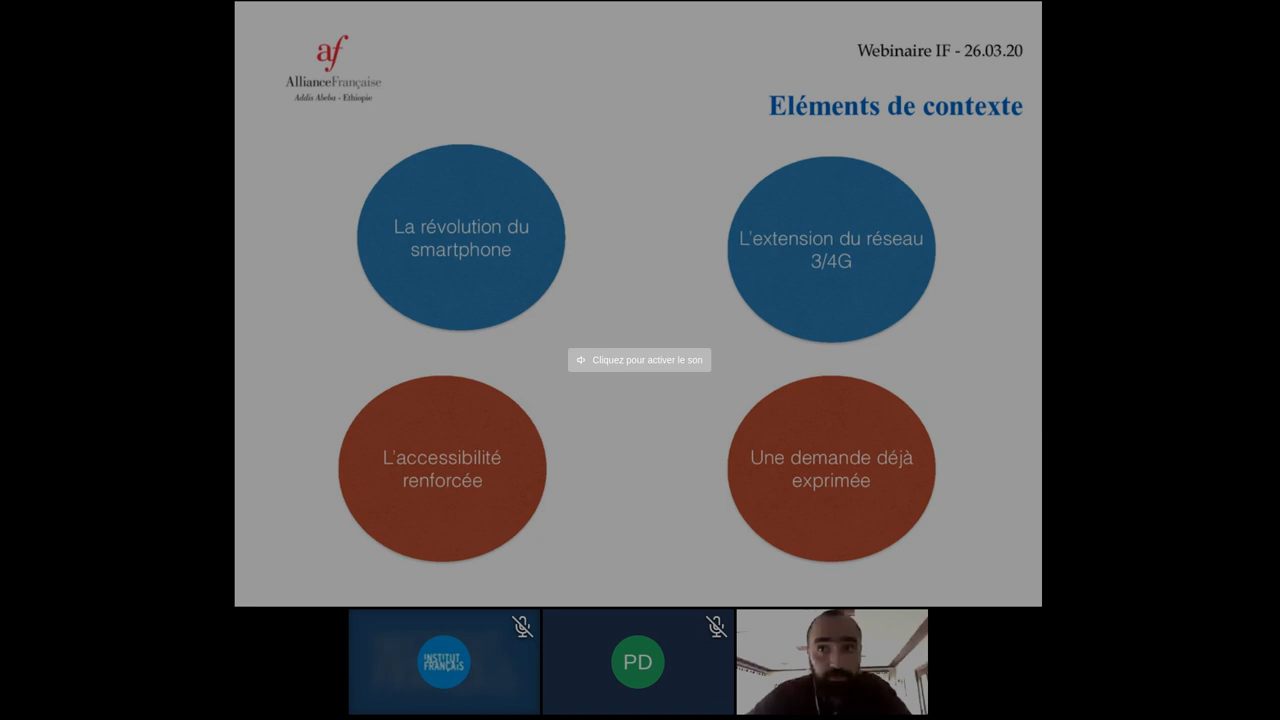 af
AllianceFrançaise
Addis Abeba - Ethiopie
Webinaire IF - 26.03.20
Eléments de contexte
La révolution du
smartphone
L'extension du réseau
3/4G
Cliquez pour activer le son
L'accessibilité
renforcée
Une demande déjà
exprimée
INSTITUT
FRANÇAIS
PD